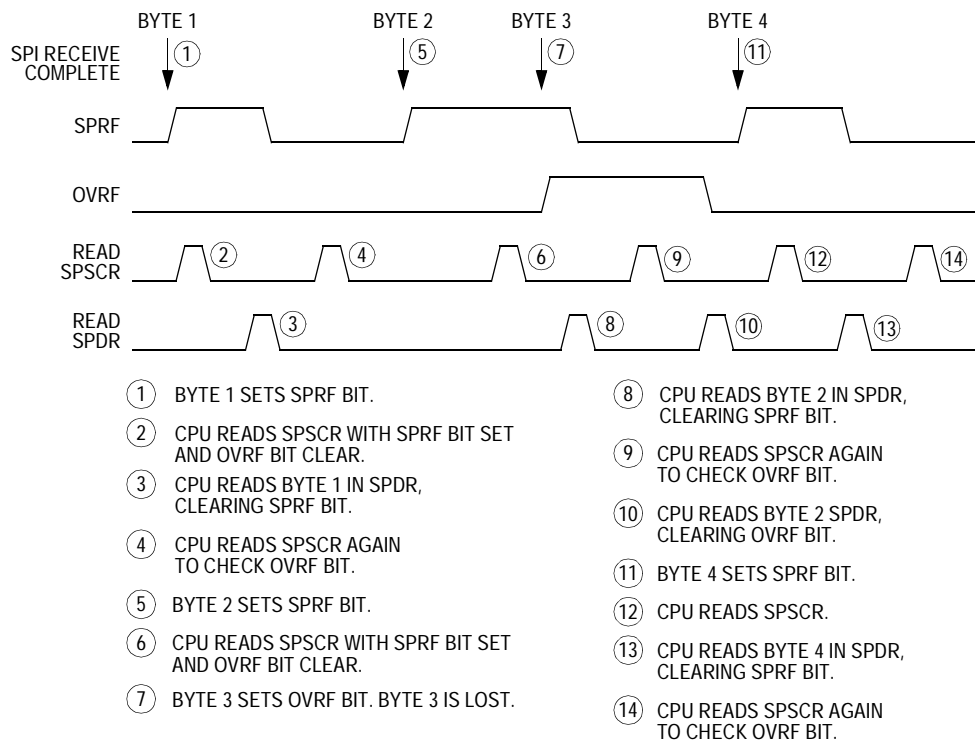 BYTE 1 BYTE 2 BYTE 3 BYTE 4
SPI RECEIVE
COMPLETE
1 5 7 11
SPRF
OVRF
READ
SPSCR
2 4 6 9 12 14
READ
SPDR
3 8 10 13
1 BYTE 1 SETS SPRF BIT.
2 CPU READS SPSCR WITH SPRF BIT SET
AND OVRF BIT CLEAR.
3 CPU READS BYTE 1 IN SPDR,
CLEARING SPRF BIT.
4 CPU READS SPSCR AGAIN
TO CHECK OVRF BIT.
5 BYTE 2 SETS SPRF BIT.
6 CPU READS SPSCR WITH SPRF BIT SET
AND OVRF BIT CLEAR.
7 BYTE 3 SETS OVRF BIT. BYTE 3 IS LOST.
8 CPU READS BYTE 2 IN SPDR,
CLEARING SPRF BIT.
9 CPU READS SPSCR AGAIN
TO CHECK OVRF BIT.
10 CPU READS BYTE 2 SPDR,
CLEARING OVRF BIT.
11 BYTE 4 SETS SPRF BIT.
12 CPU READS SPSCR.
13 CPU READS BYTE 4 IN SPDR,
CLEARING SPRF BIT.
14 CPU READS SPSCR AGAIN
TO CHECK OVRF BIT.